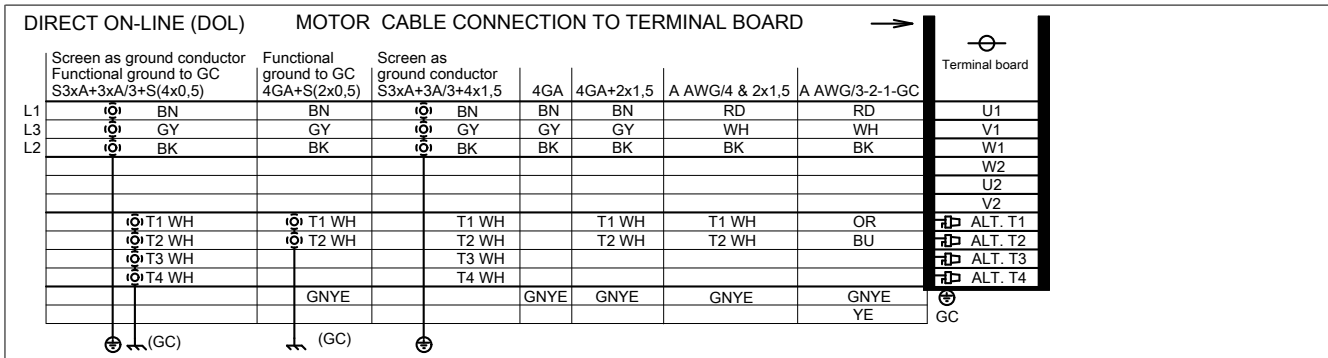 DIRECT ON-LINE (DOL) MOTOR CABLE CONNECTION TO TERMINAL BOARD
Screen as ground conductor Functional Screen as
Functional ground to GC ground to GC ground conductor Terminal board
S3xA+3xA/3+S(4x0,5) 4GA+S(2x0,5) S3xA+3A/3+4x1,5 4GA 4GA+2x1,5 A AWG/4 & 2x1,5 A AWG/3-2-1-GC
L1 BN BN BN BN BN RD RD U1
L3 GY GY GY GY GY WH WH V1
L2 BK BK BK BK BK BK BK W1
W2
U2
V2
T1 WH T1 WH T1 WH T1 WH T1 WH OR ALT. T1
T2 WH T2 WH T2 WH T2 WH T2 WH BU ALT. T2
T3 WH T3 WH ALT. T3
T4 WH T4 WH ALT. T4
GNYE GNYE GNYE GNYE GNYE
YE GC
(GC) (GC)